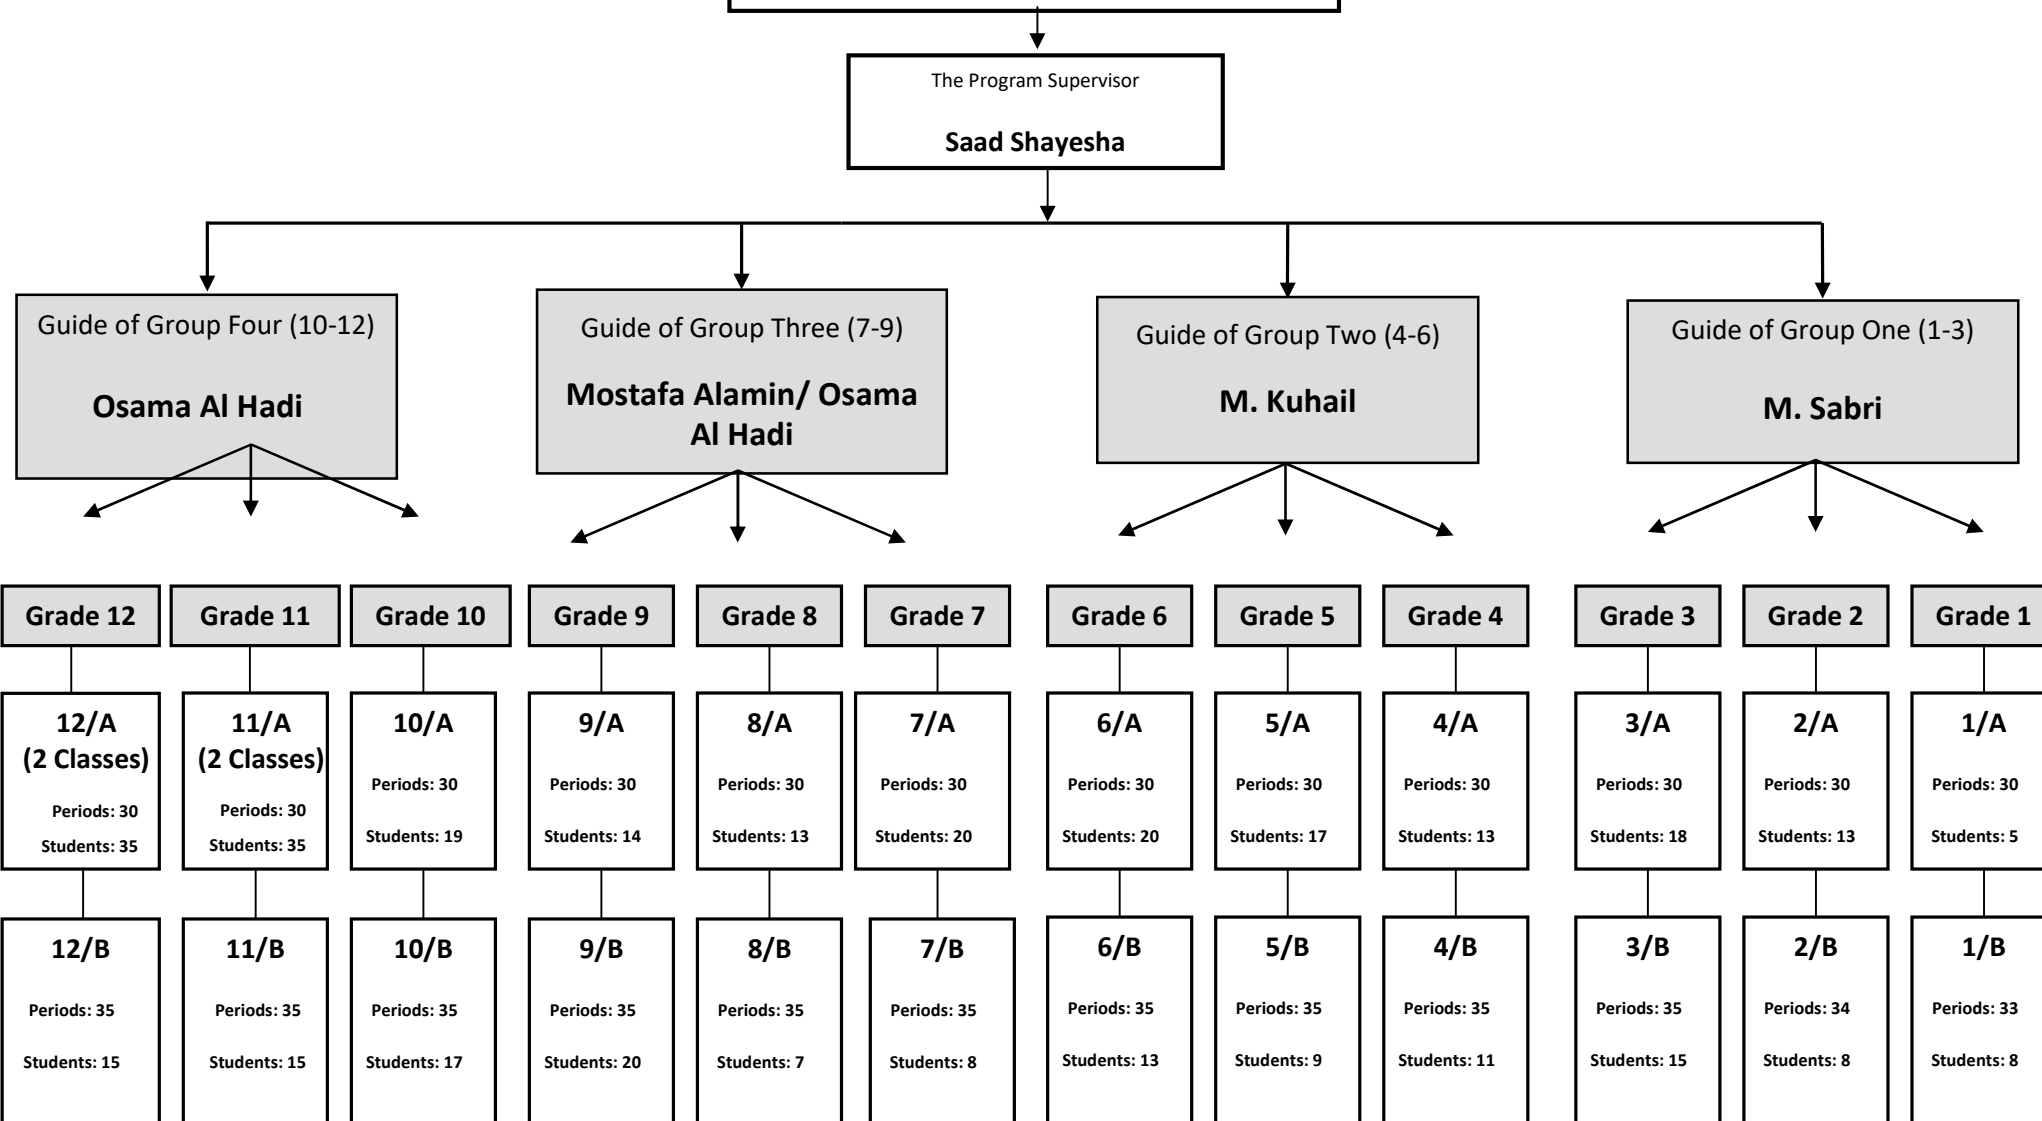 The Program Supervisor
Saad Shayesha
Guide of Group Four (10-12)
Osama Al Hadi
Guide of Group Three (7-9)
Mostafa Alamin/ Osama
Al Hadi
Guide of Group Two (4-6)
M. Kuhail
Guide of Group One (1-3)
M. Sabri
Grade 12
Grade 11
Grade 10
Grade 9
Grade 8
Grade 7
Grade 6
Grade 5
Grade 4
Grade 3
Grade 2
Grade 1
12/A
(2 Classes)
Periods: 30
Students: 35
11/A
(2 Classes)
Periods: 30
Students: 35
10/A
Periods: 30
Students: 19
9/A
Periods: 30
Students: 14
8/A
Periods: 30
Students: 13
7/A
Periods: 30
Students: 20
6/A
Periods: 30
Students: 20
5/A
Periods: 30
Students: 17
4/A
Periods: 30
Students: 13
3/A
Periods: 30
Students: 18
2/A
Periods: 30
Students: 13
1/A
Periods: 30
Students: 5
12/B
Periods: 35
Students: 15
11/B
Periods: 35
Students: 15
10/B
Periods: 35
Students: 17
9/B
Periods: 35
Students: 20
8/B
Periods: 35
Students: 7
7/B
Periods: 35
Students: 8
6/B
Periods: 35
Students: 13
5/B
Periods: 35
Students: 9
4/B
Periods: 35
Students: 11
3/B
Periods: 35
Students: 15
2/B
Periods: 34
Students: 8
1/B
Periods: 33
Students: 8